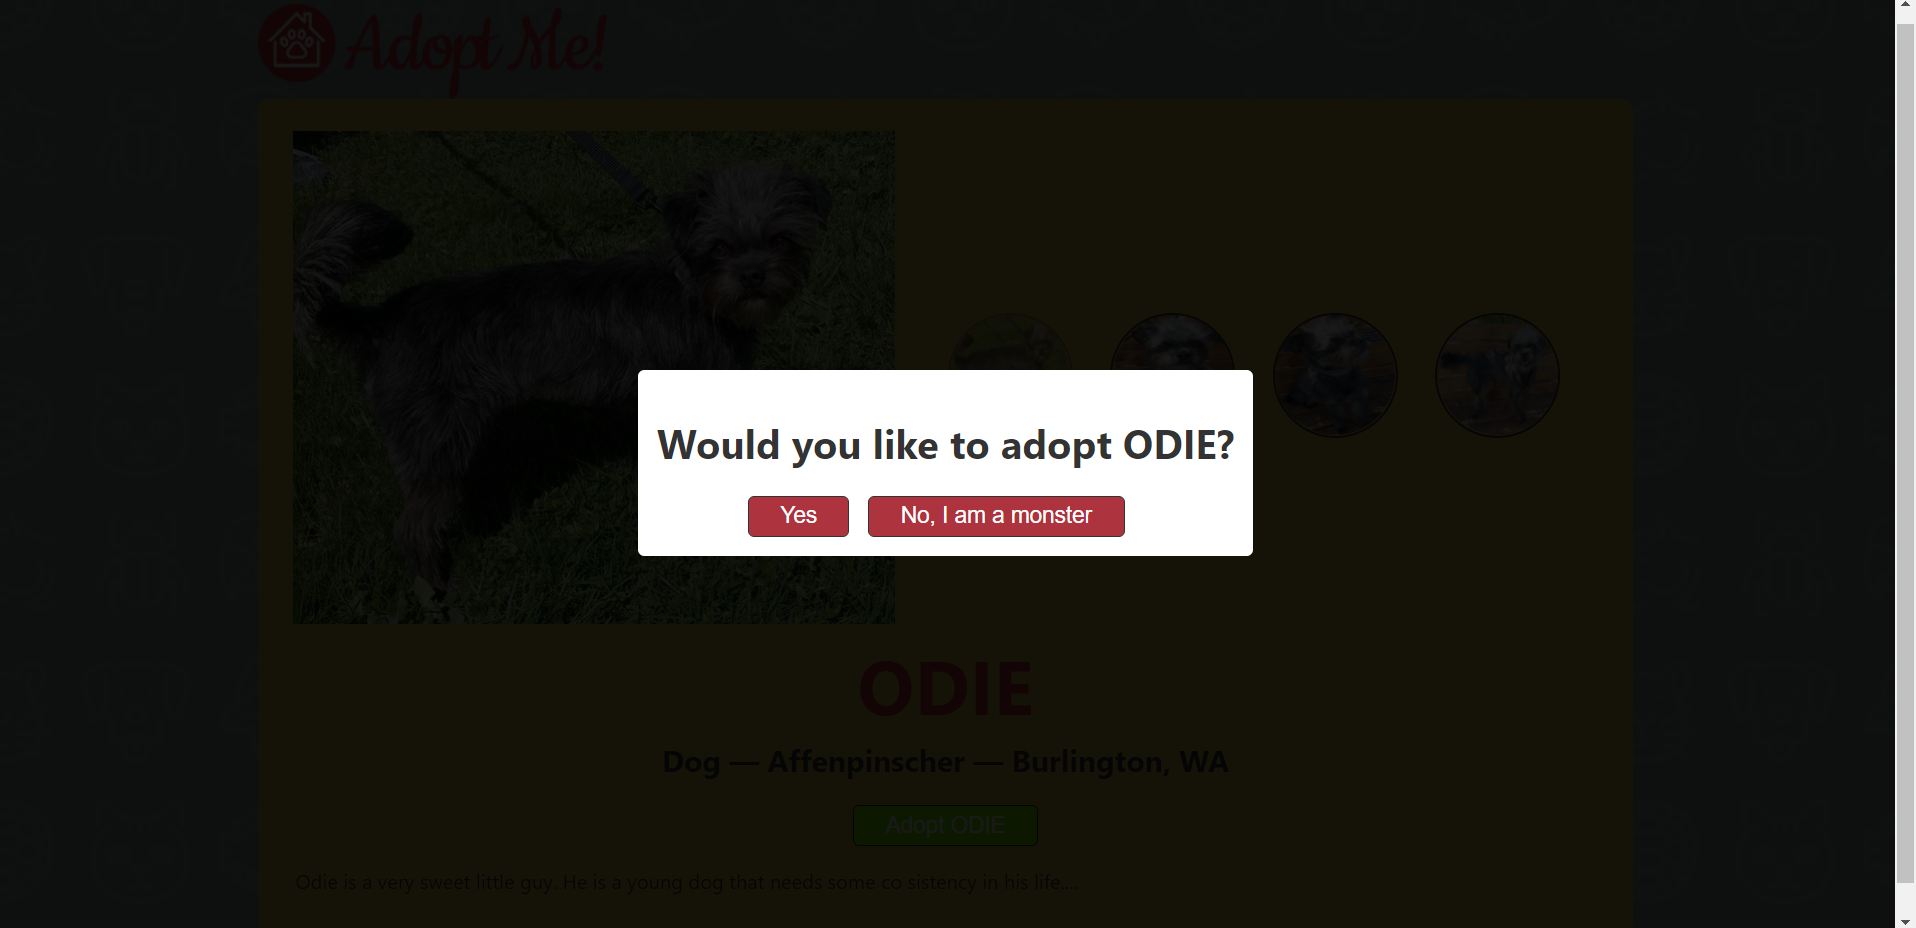 Adopt Me!
Would you like to adopt ODIE?
Yes
No, I am a monster
ODIE
Dog — Affenpinscher — Burlington, WA
Adopt ODIE
Odie is a very sweet little guy. He is a young dog that needs some co sistency in his life....